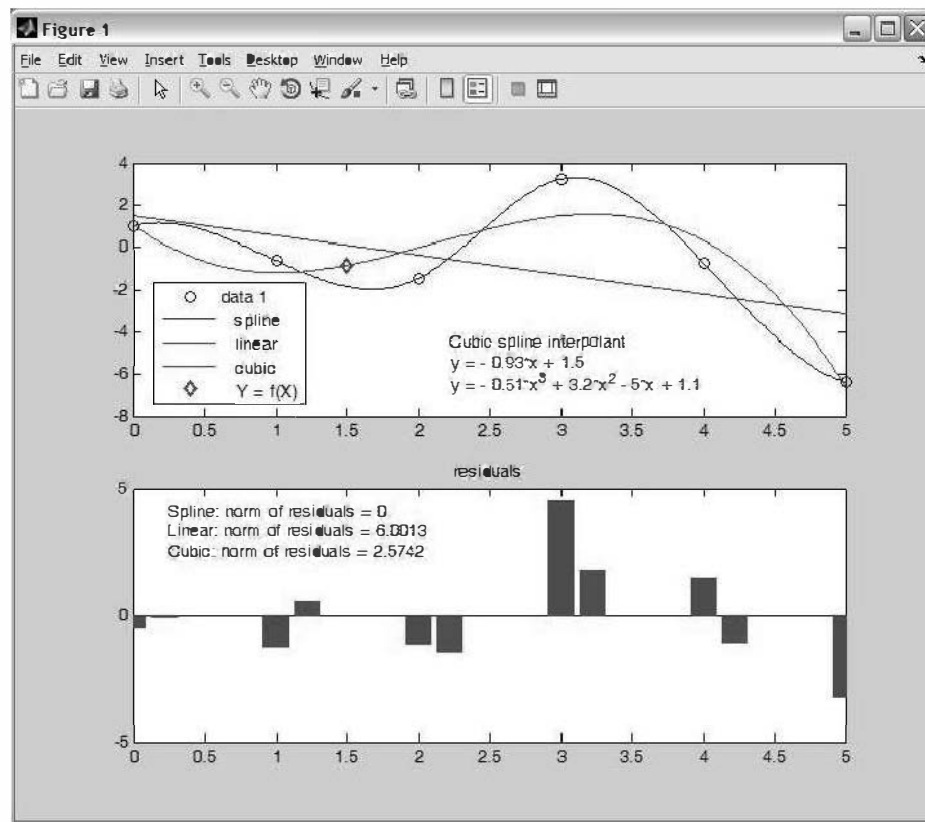 Figure 1
File Edit View Insert Tools Desktop Window Help
4
2
0
-2
-4
-6
-8
data 1
spline
linear
cubic
Y = f(X)
Cubic spline interpolant
y = - 0.93*x + 1.5
y = - 0.51*x³ + 3.2*x² - 5*x + 1.1
0 0.5 1 1.5 2 2.5 3 3.5 4 4.5 5
residuals
5
0
-5
Spline: norm of residuals = 0
Linear: norm of residuals = 6.0013
Cubic: norm of residuals = 2.5742
0 0.5 1 1.5 2 2.5 3 3.5 4 4.5 5